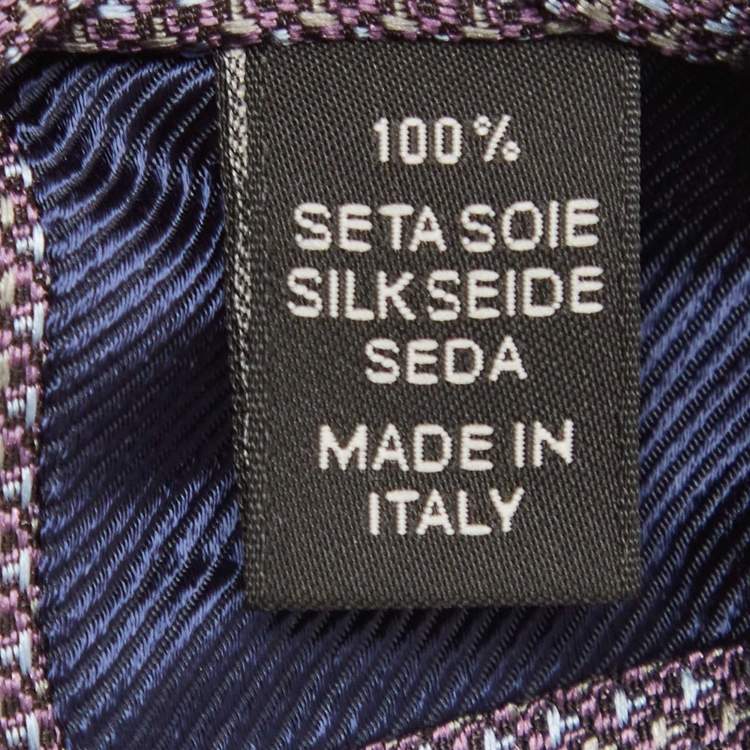 100%
SETA SOIE
SILK SEIDE
SEDA
MADE IN
ITALY